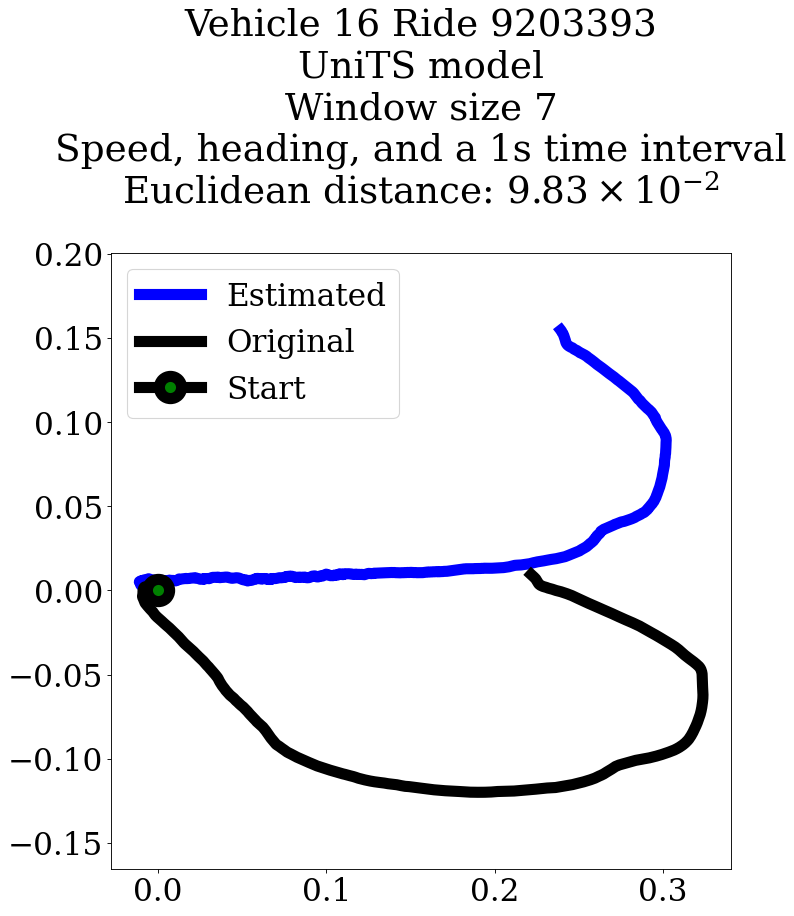 Vehicle 16 Ride 9203393
UniTS model
Window size 7
Speed, heading, and a 1s time interval
Euclidean distance: 9.83 × 10⁻²
0.20
Estimated
0.15
Original
Start
0.10
0.05
0.00
−0.05
−0.10
−0.15
0.0 0.1 0.2 0.3